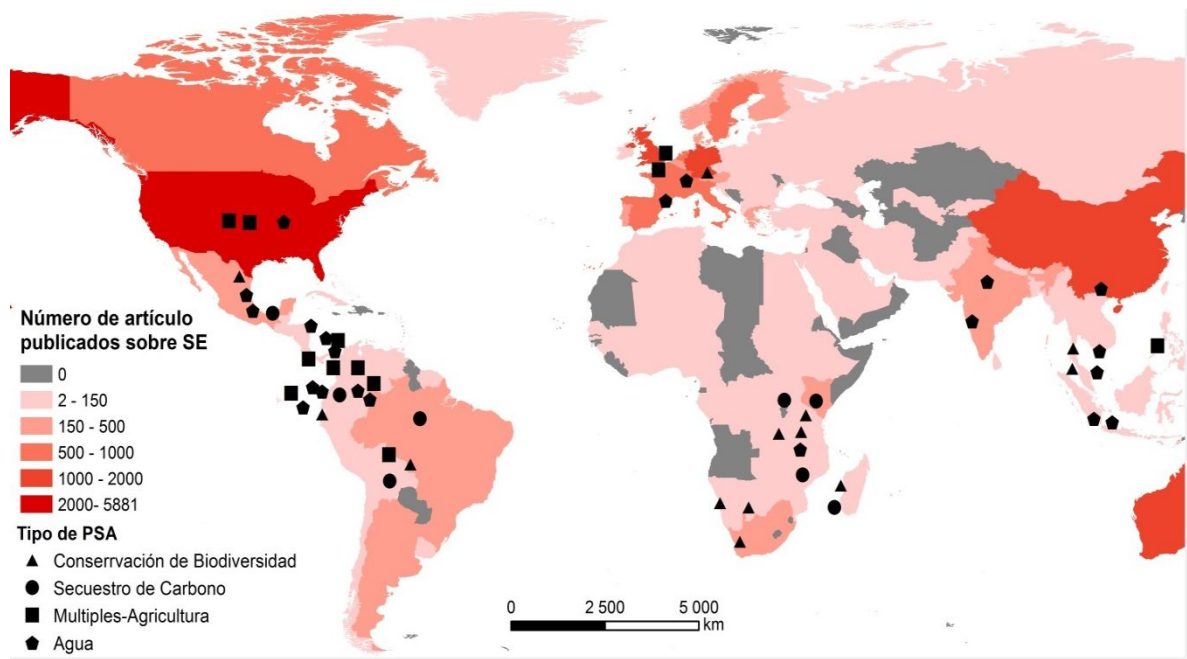 Número de artículo
publicados sobre SE
0
2 - 150
150 - 500
500 - 1000
1000 - 2000
2000- 5881
Tipo de PSA
Conserrvación de Biodiversidad
Secuestro de Carbono
Multiples-Agricultura
Agua
0 2 500 5 000
km